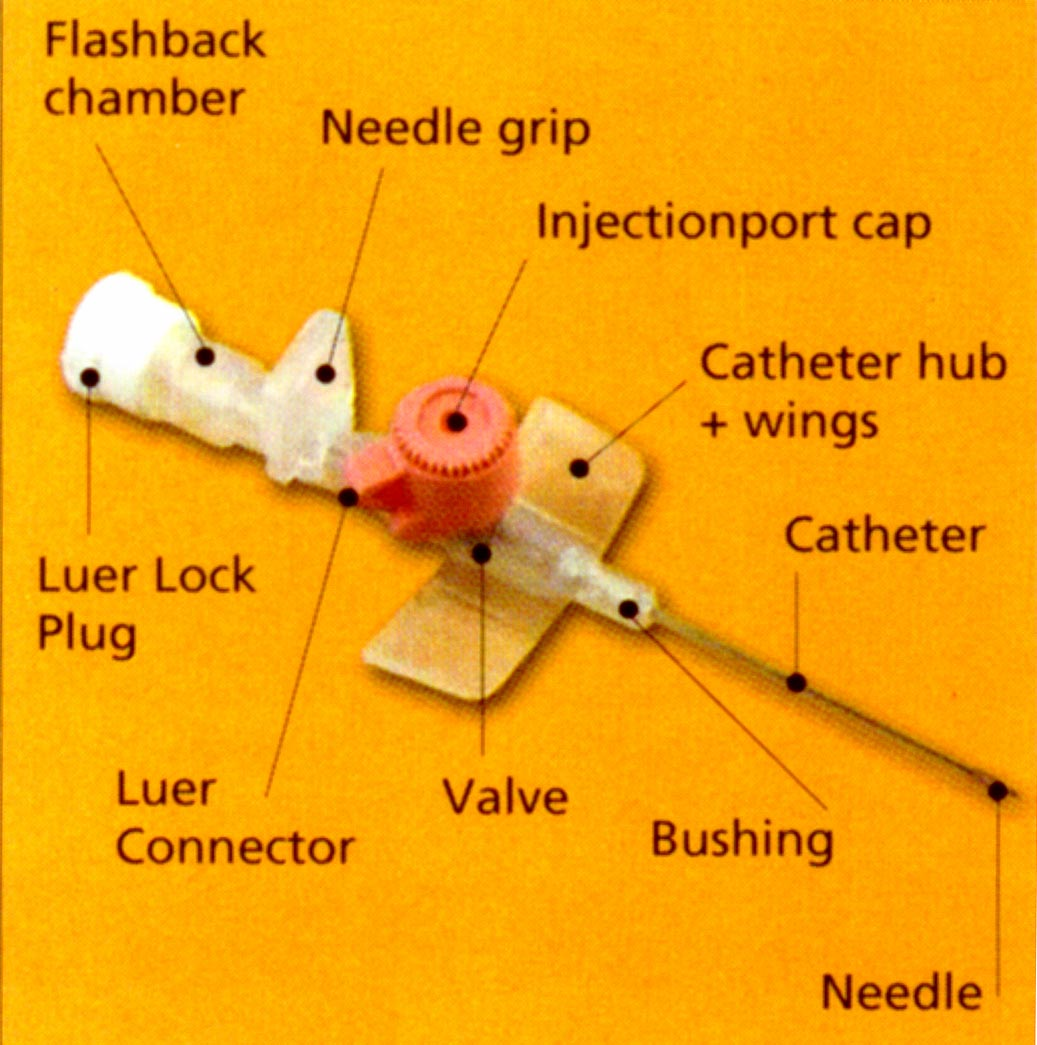 Flashback
chamber
Needle grip
Injectionport cap
Catheter hub
+ wings
Catheter
Luer Lock
Plug
Luer
Connector
Valve
Bushing
Needle